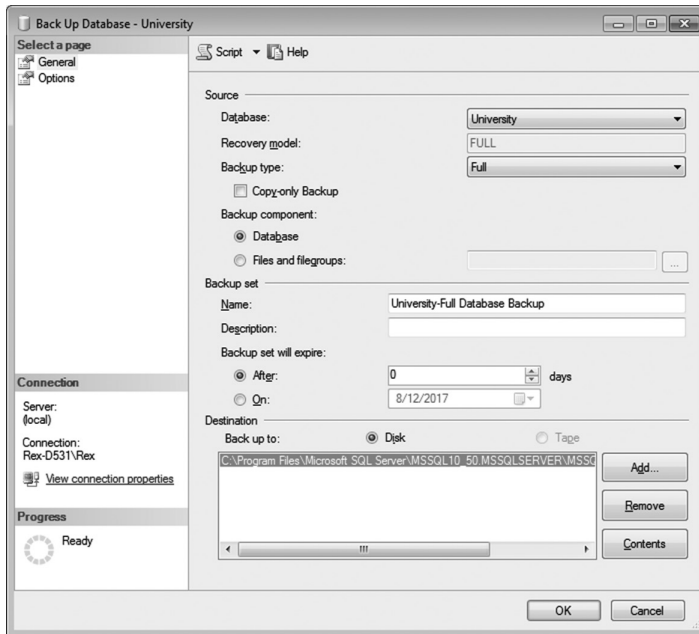 Back Up Database - University
Select a page
General
Options
Script Help
Source
Database: University
Recovery model: FULL
Backup type: Full
Copy-only Backup
Backup component:
Database
Files and filegroups: ...
Backup set
Name: University-Full Database Backup
Description:
Backup set will expire:
After: 0 days
On: 8/12/2017
Destination
Back up to: Disk Tape
C:\Program Files\Microsoft SQL Server\MSSQL10_50.MSSQLSERVER\MSSQ
Add...
Remove
Contents
Connection
Server:
(local)
Connection:
Rex-D531\Rex
View connection properties
Progress
Ready
OK Cancel